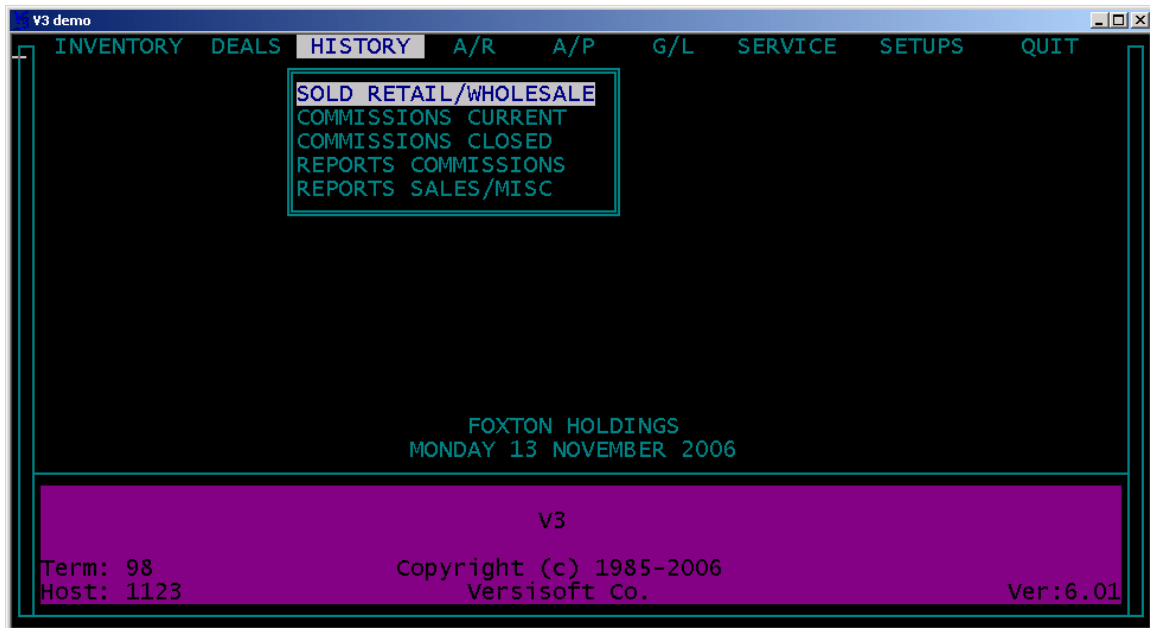 V3 demo
INVENTORY DEALS HISTORY A/R A/P G/L SERVICE SETUPS QUIT
SOLD RETAIL/WHOLESALE
COMMISSIONS CURRENT
COMMISSIONS CLOSED
REPORTS COMMISSIONS
REPORTS SALES/MISC
FOXTON HOLDINGS
MONDAY 13 NOVEMBER 2006
V3
Term: 98 Copyright (c) 1985-2006
Host: 1123 Versisoft Co. Ver:6.01